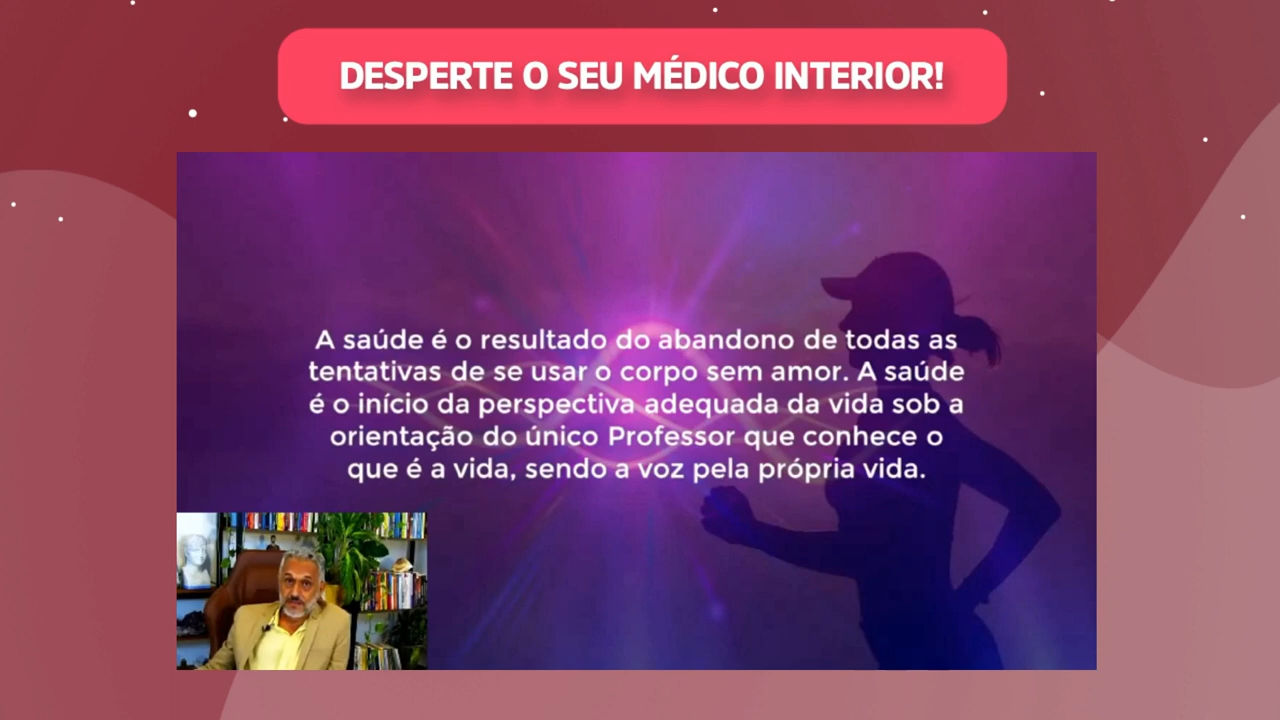 DESPERTE O SEU MÉDICO INTERIOR!
A saúde é o resultado do abandono de todas as
tentativas de se usar o corpo sem amor. A saúde
é o início da perspectiva adequada da vida sob a
orientação do único Professor que conhece o
que é a vida, sendo a voz pela própria vida.